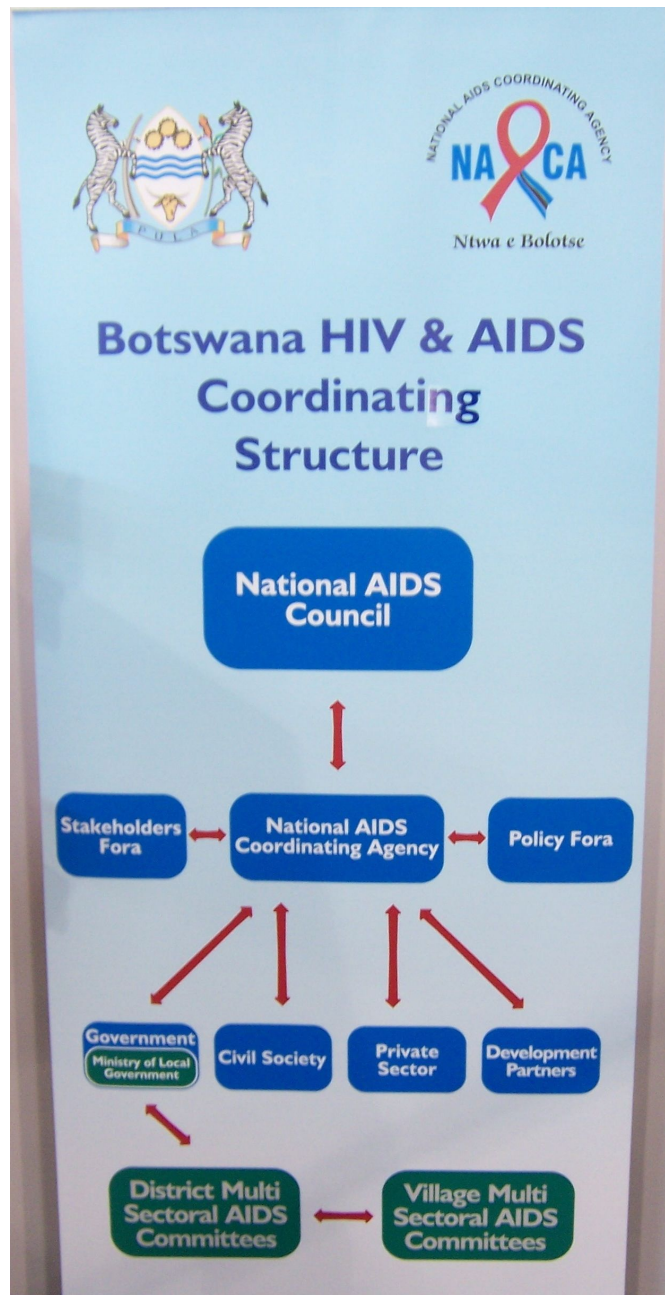 PULA
NATIONAL AIDS COORDINATING AGENCY
NACA
Ntwa e Bolotse
Botswana HIV & AIDS
Coordinating
Structure
National AIDS
Council
Stakeholders
Fora
National AIDS
Coordinating Agency
Policy Fora
Government
Ministry of Local
Government
Civil Society
Private
Sector
Development
Partners
District Multi
Sectoral AIDS
Committees
Village Multi
Sectoral AIDS
Committees